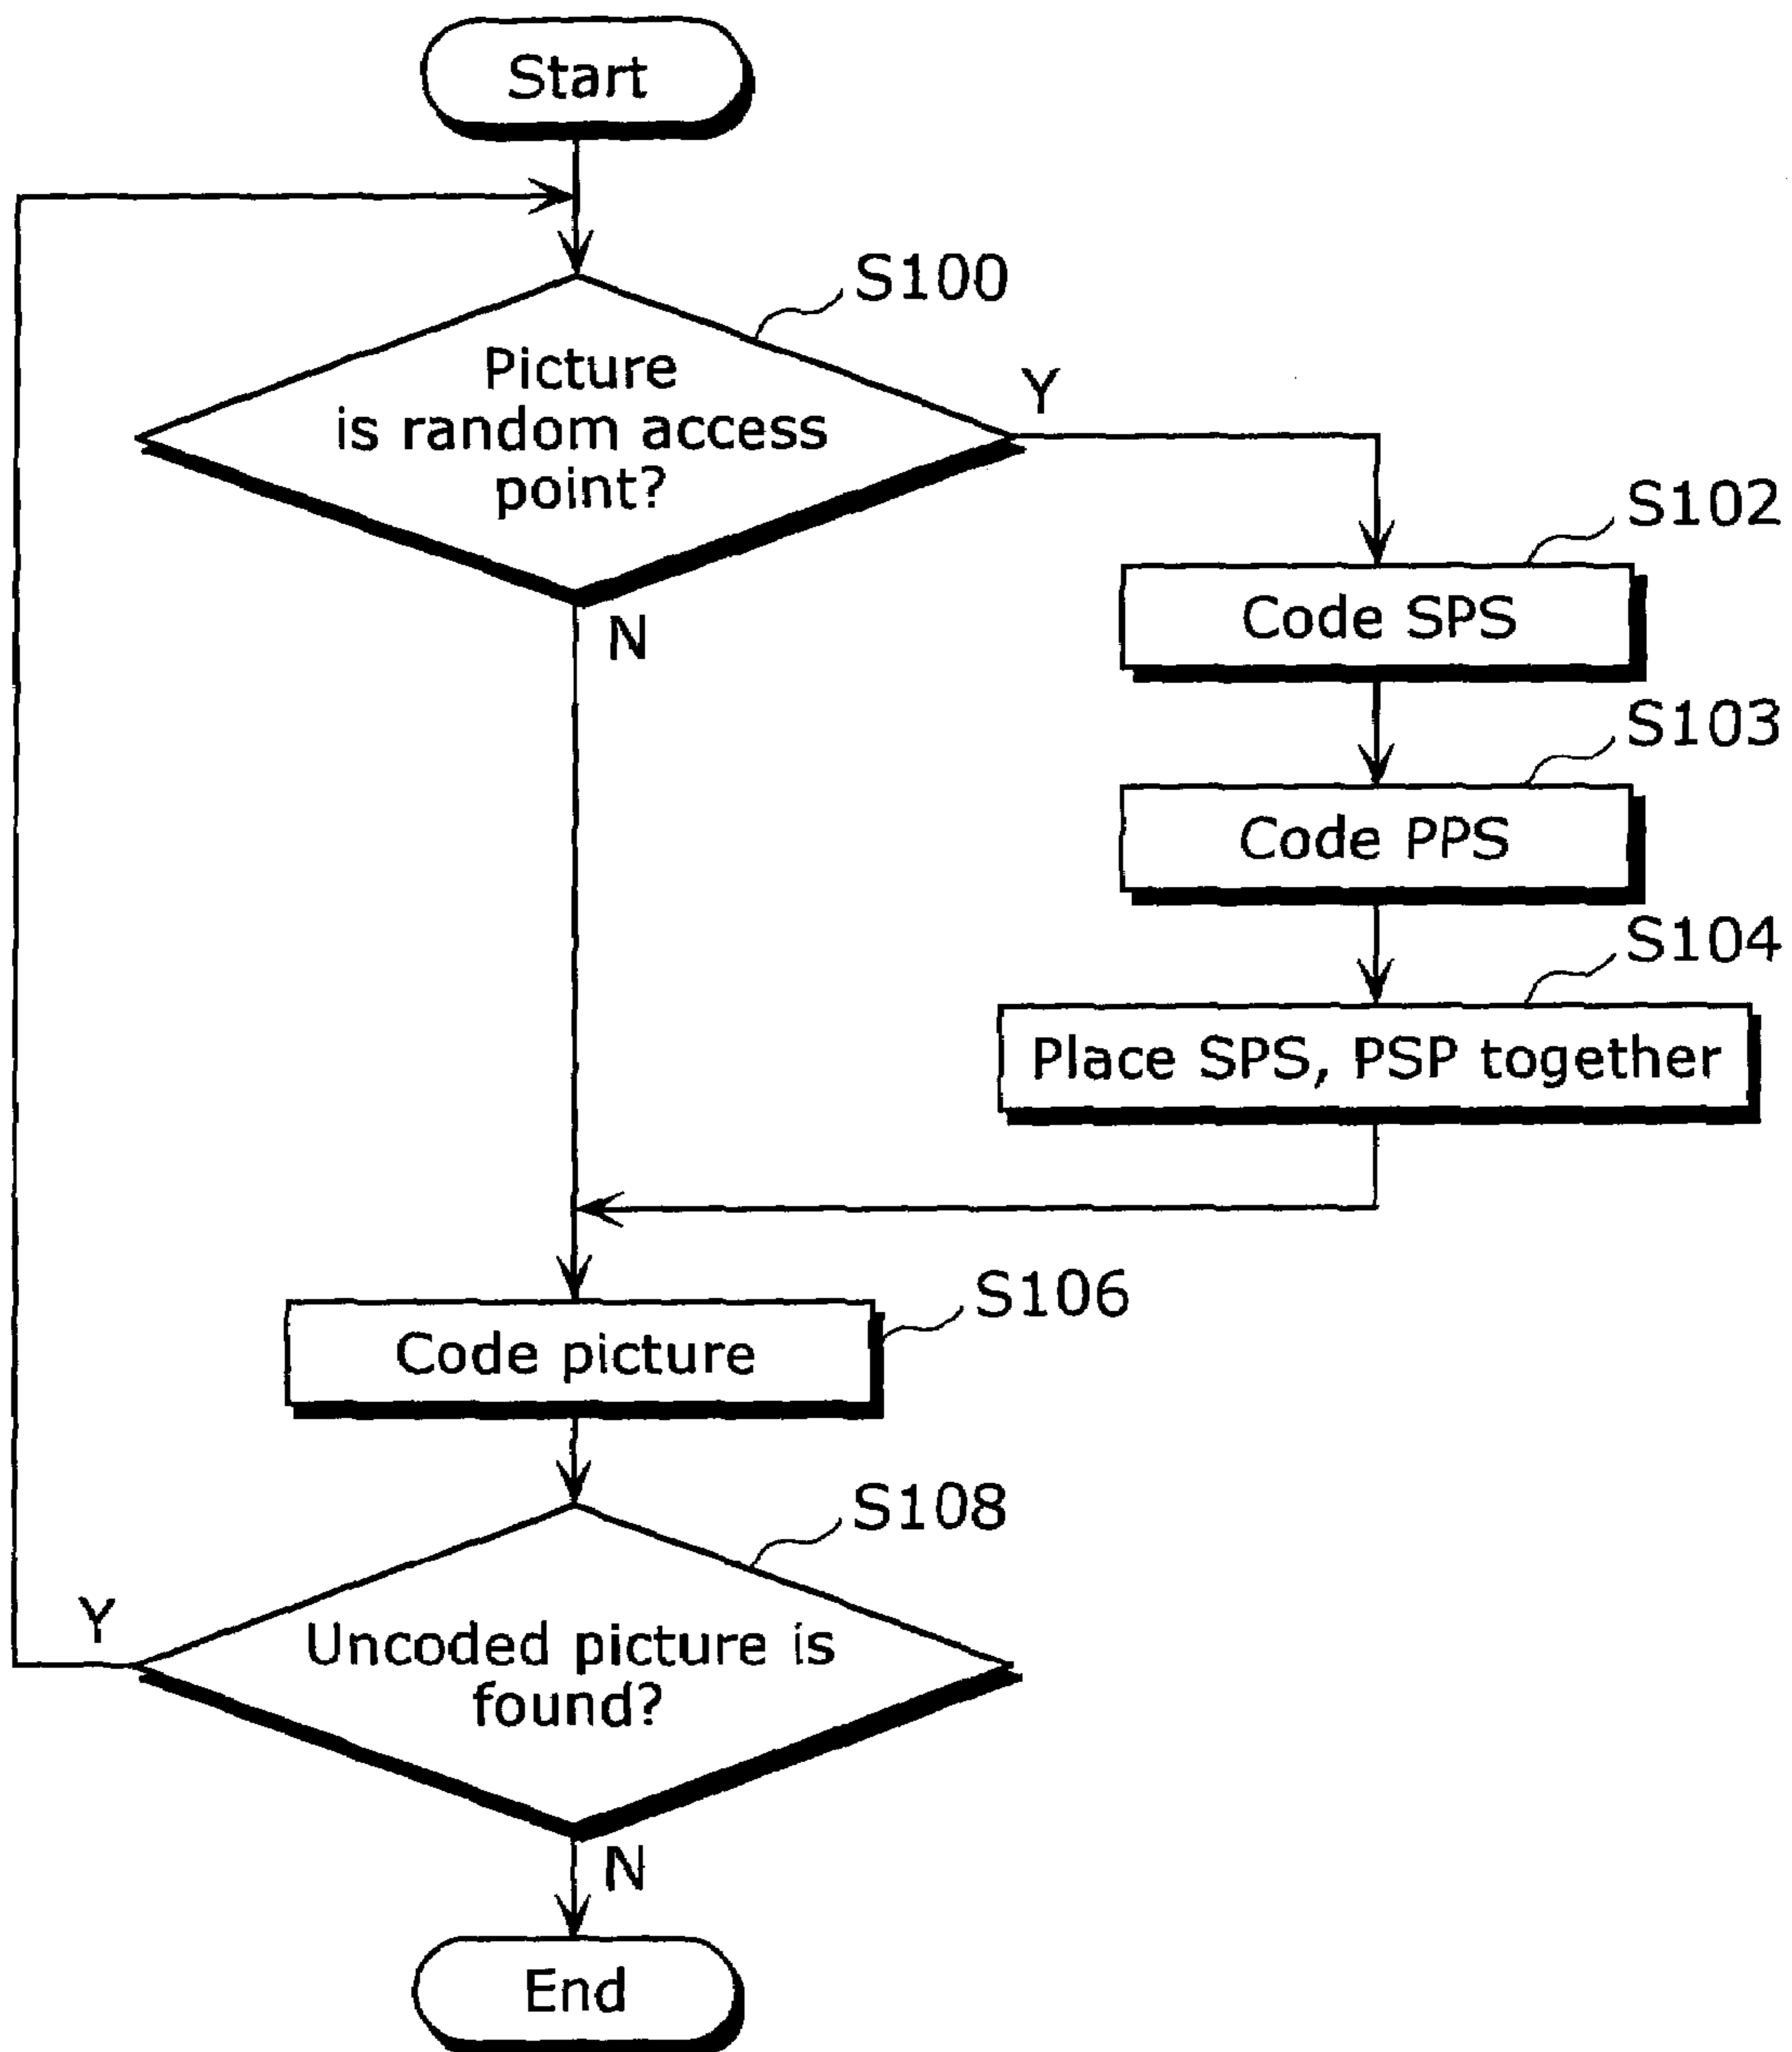 Start
S100
Picture
is random access
point?
Y
N
S102
Code SPS
S103
Code PPS
S104
Place SPS, PSP together
S106
Code picture
S108
Uncoded picture is
found?
Y
N
End